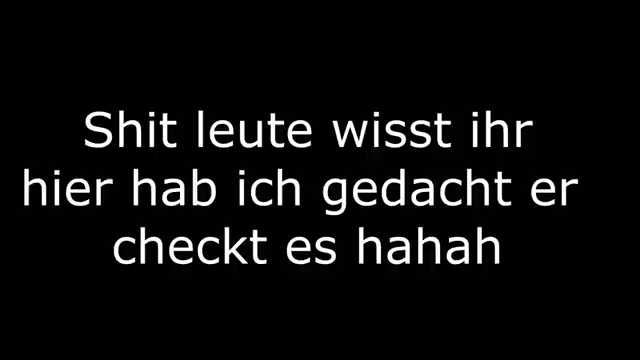 Shit leute wisst ihr
hier hab ich gedacht er
checkt es hahah